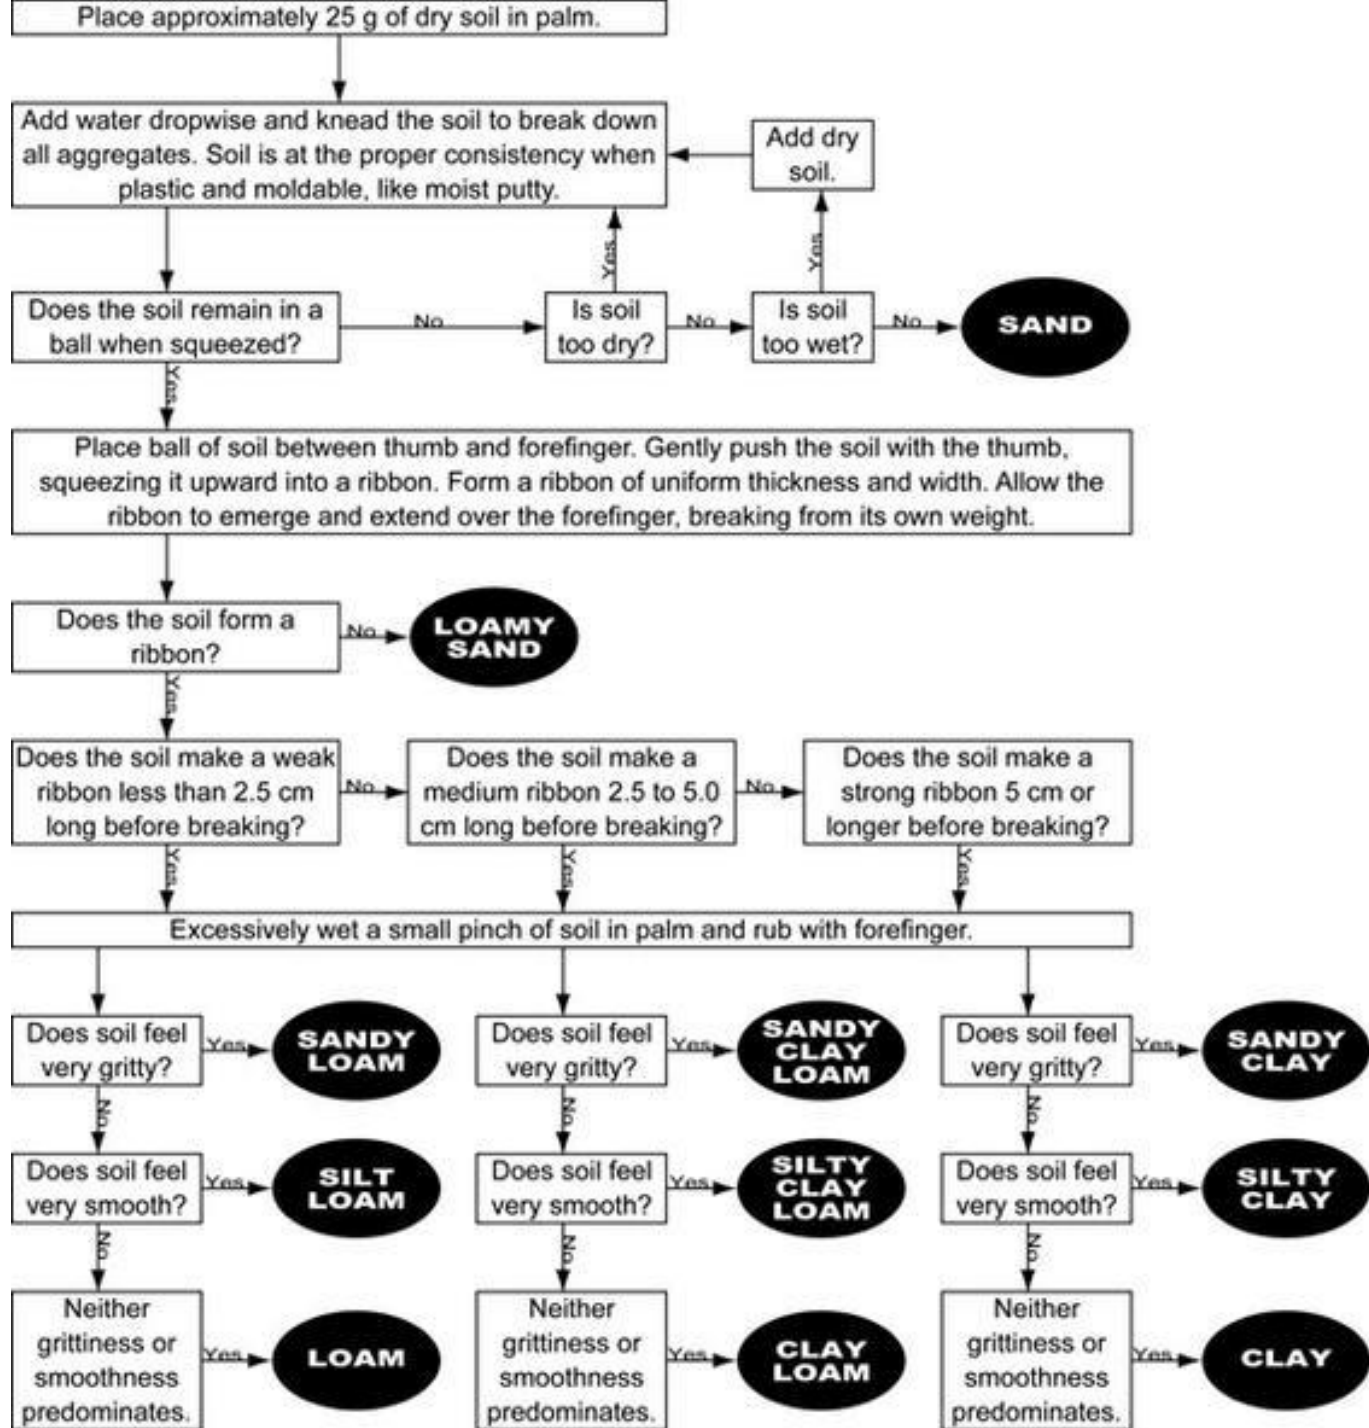 Place approximately 25 g of dry soil in palm.
Add water dropwise and knead the soil to break down
all aggregates. Soil is at the proper consistency when
plastic and moldable, like moist putty.
Add dry
soil.
Yes
Yes
Does the soil remain in a
ball when squeezed?
No
Is soil
too dry?
No
Is soil
too wet?
No
SAND
Yes
Place ball of soil between thumb and forefinger. Gently push the soil with the thumb,
squeezing it upward into a ribbon. Form a ribbon of uniform thickness and width. Allow the
ribbon to emerge and extend over the forefinger, breaking from its own weight.
Does the soil form a
ribbon?
No
LOAMY
SAND
Yes
Does the soil make a weak
ribbon less than 2.5 cm
long before breaking?
No
Does the soil make a
medium ribbon 2.5 to 5.0
cm long before breaking?
No
Does the soil make a
strong ribbon 5 cm or
longer before breaking?
Yes
Yes
Yes
Excessively wet a small pinch of soil in palm and rub with forefinger.
Does soil feel
very gritty?
Yes
SANDY
LOAM
Does soil feel
very gritty?
Yes
SANDY
CLAY
LOAM
Does soil feel
very gritty?
Yes
SANDY
CLAY
No
No
No
Does soil feel
very smooth?
Yes
SILT
LOAM
Does soil feel
very smooth?
Yes
SILTY
CLAY
LOAM
Does soil feel
very smooth?
Yes
SILTY
CLAY
No
No
No
Neither
grittiness or
smoothness
predominates.
Yes
LOAM
Neither
grittiness or
smoothness
predominates.
Yes
CLAY
LOAM
Neither
grittiness or
smoothness
predominates.
Yes
CLAY